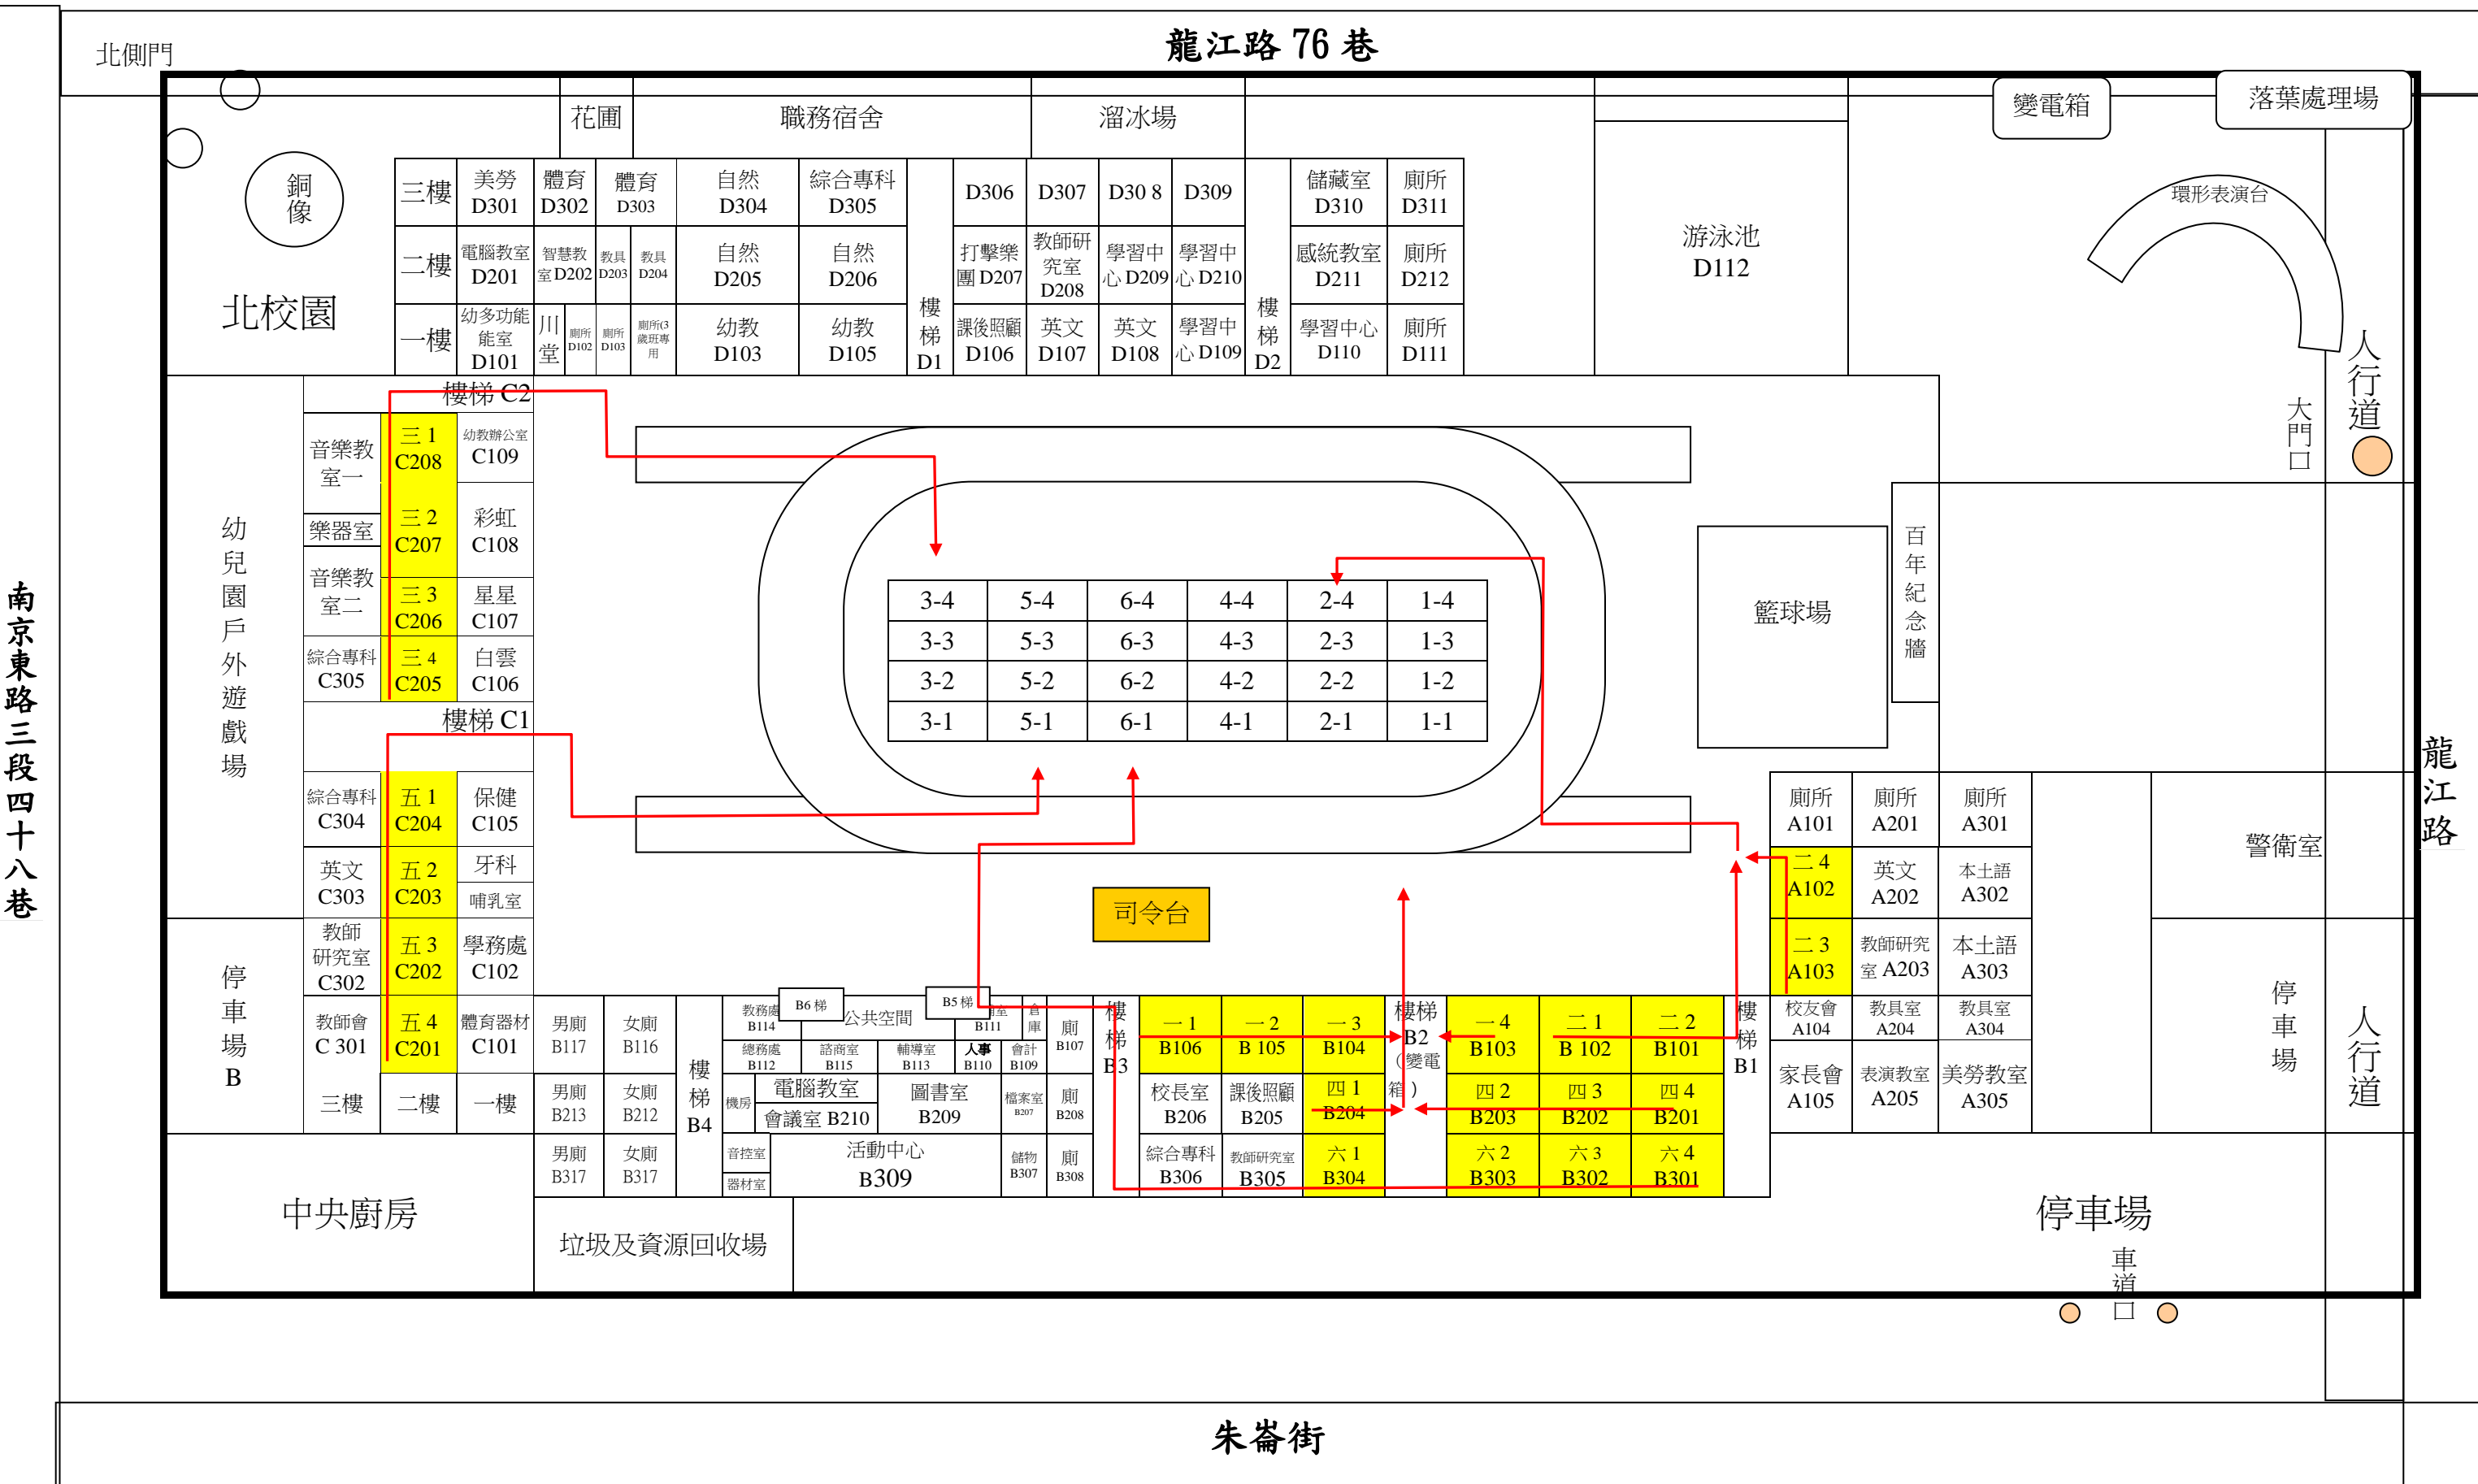 龍江路 76 巷
北側門
花圃
職務宿舍
溜冰場
變電箱
落葉處理場
銅
像
北校園
三樓
美勞
D301
體育
D302
體育
D303
自然
D304
綜合專科
D305
D306
D307
D30 8
D309
儲藏室
D310
廁所
D311
二樓
電腦教室
D201
智慧教
室D202
教具
D203
教具
D204
自然
D205
自然
D206
打擊樂
團 D207
教師研
究室
D208
學習中
心 D209
學習中
心 D210
感統教室
D211
廁所
D212
一樓
幼多功能
能室
D101
川
堂
廁所
D102
廁所
D103
廁所(3
歲班專
用
幼教
D103
幼教
D105
樓
梯
D1
課後照顧
D106
英文
D107
英文
D108
學習中
心 D109
樓
梯
D2
學習中心
D110
廁所
D111
游泳池
D112
環形表演台
人行道
大門口
樓梯 C2
音樂教
室一
三 1
C208
幼教辦公室
C109
樂器室
三 2
C207
彩虹
C108
音樂教
室二
三 3
C206
星星
C107
綜合專科
C305
三 4
C205
白雲
C106
樓梯 C1
幼兒園戶外遊戲場
南京東路三段四十八巷
3-4 5-4 6-4 4-4 2-4 1-4
3-3 5-3 6-3 4-3 2-3 1-3
3-2 5-2 6-2 4-2 2-2 1-2
3-1 5-1 6-1 4-1 2-1 1-1
籃球場
百年紀念牆
龍江路
綜合專科
C304
五 1
C204
保健
C105
英文
C303
五 2
C203
牙科
哺乳室
教師
研究室
C302
五 3
C202
學務處
C102
教師會
C 301
五 4
C201
體育器材
C101
三樓
二樓
一樓
停車場
B
司令台
廁所
A101
廁所
A201
廁所
A301
二 4
A102
英文
A202
本土語
A302
二 3
A103
教師研究
室 A203
本土語
A303
校友會
A104
教具室
A204
教具室
A304
家長會
A105
表演教室
A205
美勞教室
A305
警衛室
停車場
人行道
男廁
B117
女廁
B116
樓
梯
B4
教務處
B114
B6 梯
公共空間
B5 梯
室
B111
倉
庫
廁
B107
總務處
B112
諮商室
B115
輔導室
B113
人事
B110
會計
B109
樓
梯
B3
一 1
B106
一 2
B 105
一 3
B104
樓梯
B2
(變電
箱 )
一 4
B103
二 1
B 102
二 2
B101
樓
梯
B1
男廁
B213
女廁
B212
機房
電腦教室
會議室 B210
圖書室
B209
檔案室
B207
廁
B208
校長室
B206
課後照顧
B205
四 1
B204
四 2
B203
四 3
B202
四 4
B201
男廁
B317
女廁
B317
音控室
器材室
活動中心
B309
儲物
B307
廁
B308
綜合專科
B306
教師研究室
B305
六 1
B304
六 2
B303
六 3
B302
六 4
B301
中央廚房
垃圾及資源回收場
停車場
車道口
朱崙街